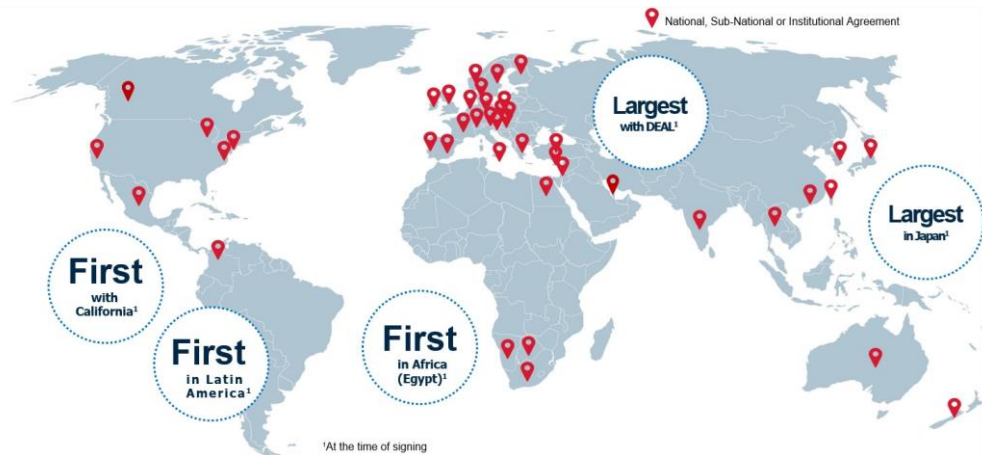 National, Sub-National or Institutional Agreement
Largest
with DEAL¹
Largest
in Japan¹
First
with
California¹
First
in Latin
America¹
First
in Africa
(Egypt)¹
¹At the time of signing